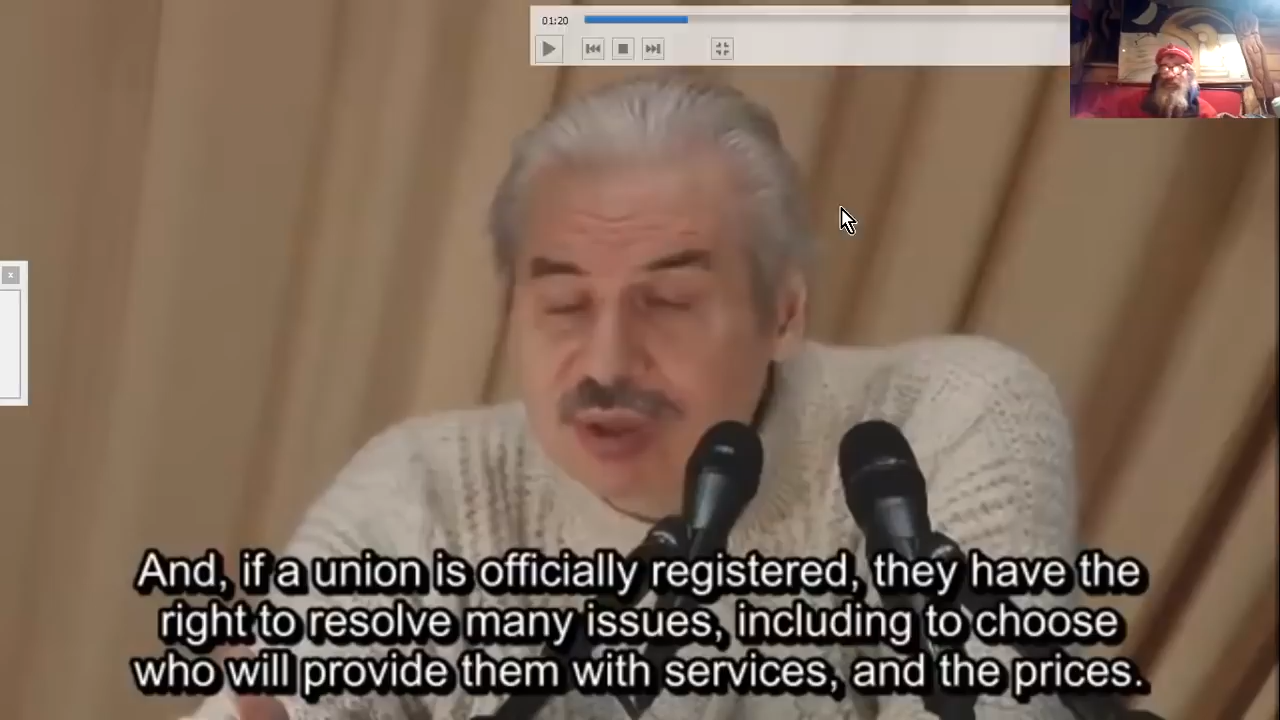 01:20
And, if a union is officially registered, they have the
right to resolve many issues, including to choose
who will provide them with services, and the prices.